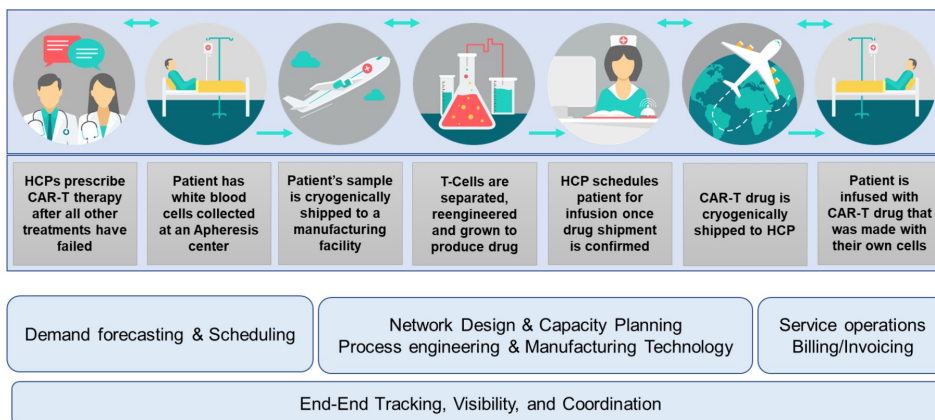 HCPs prescribe
CAR-T therapy
after all other
treatments have
failed
Patient has
white blood
cells collected
at an Apheresis
center
Patient's sample
is cryogenically
shipped to a
manufacturing
facility
T-Cells are
separated,
reengineered
and grown to
produce drug
HCP schedules
patient for
infusion once
drug shipment
is confirmed
CAR-T drug is
cryogenically
shipped to HCP
Patient is
infused with
CAR-T drug that
was made with
their own cells
Demand forecasting & Scheduling
Network Design & Capacity Planning
Process engineering & Manufacturing Technology
Service operations
Billing/Invoicing
End-End Tracking, Visibility, and Coordination